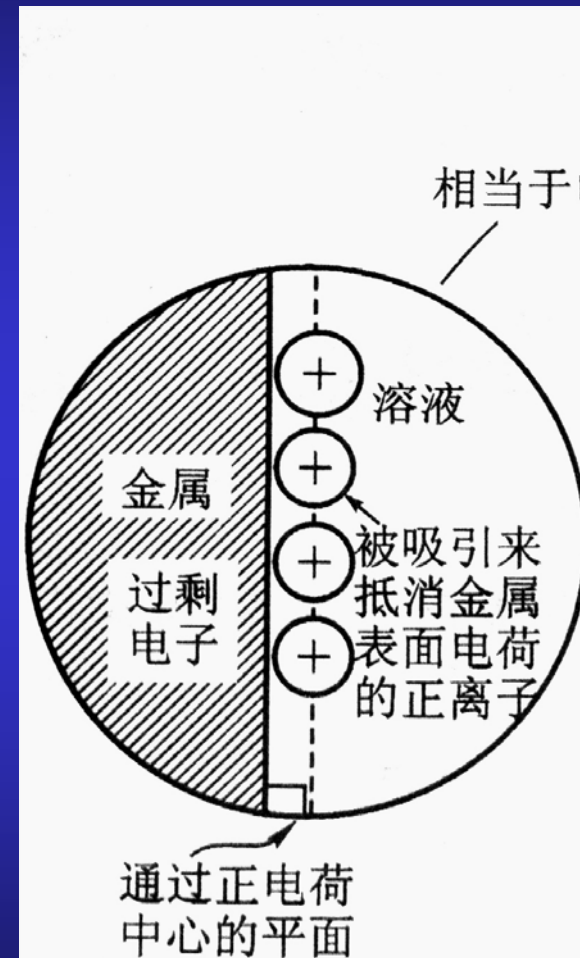 相当于
溶液
金属
过剩
电子
被吸引来
抵消金属
表面电荷
的正离子
通过正电荷
中心的平面
+
+
+
+